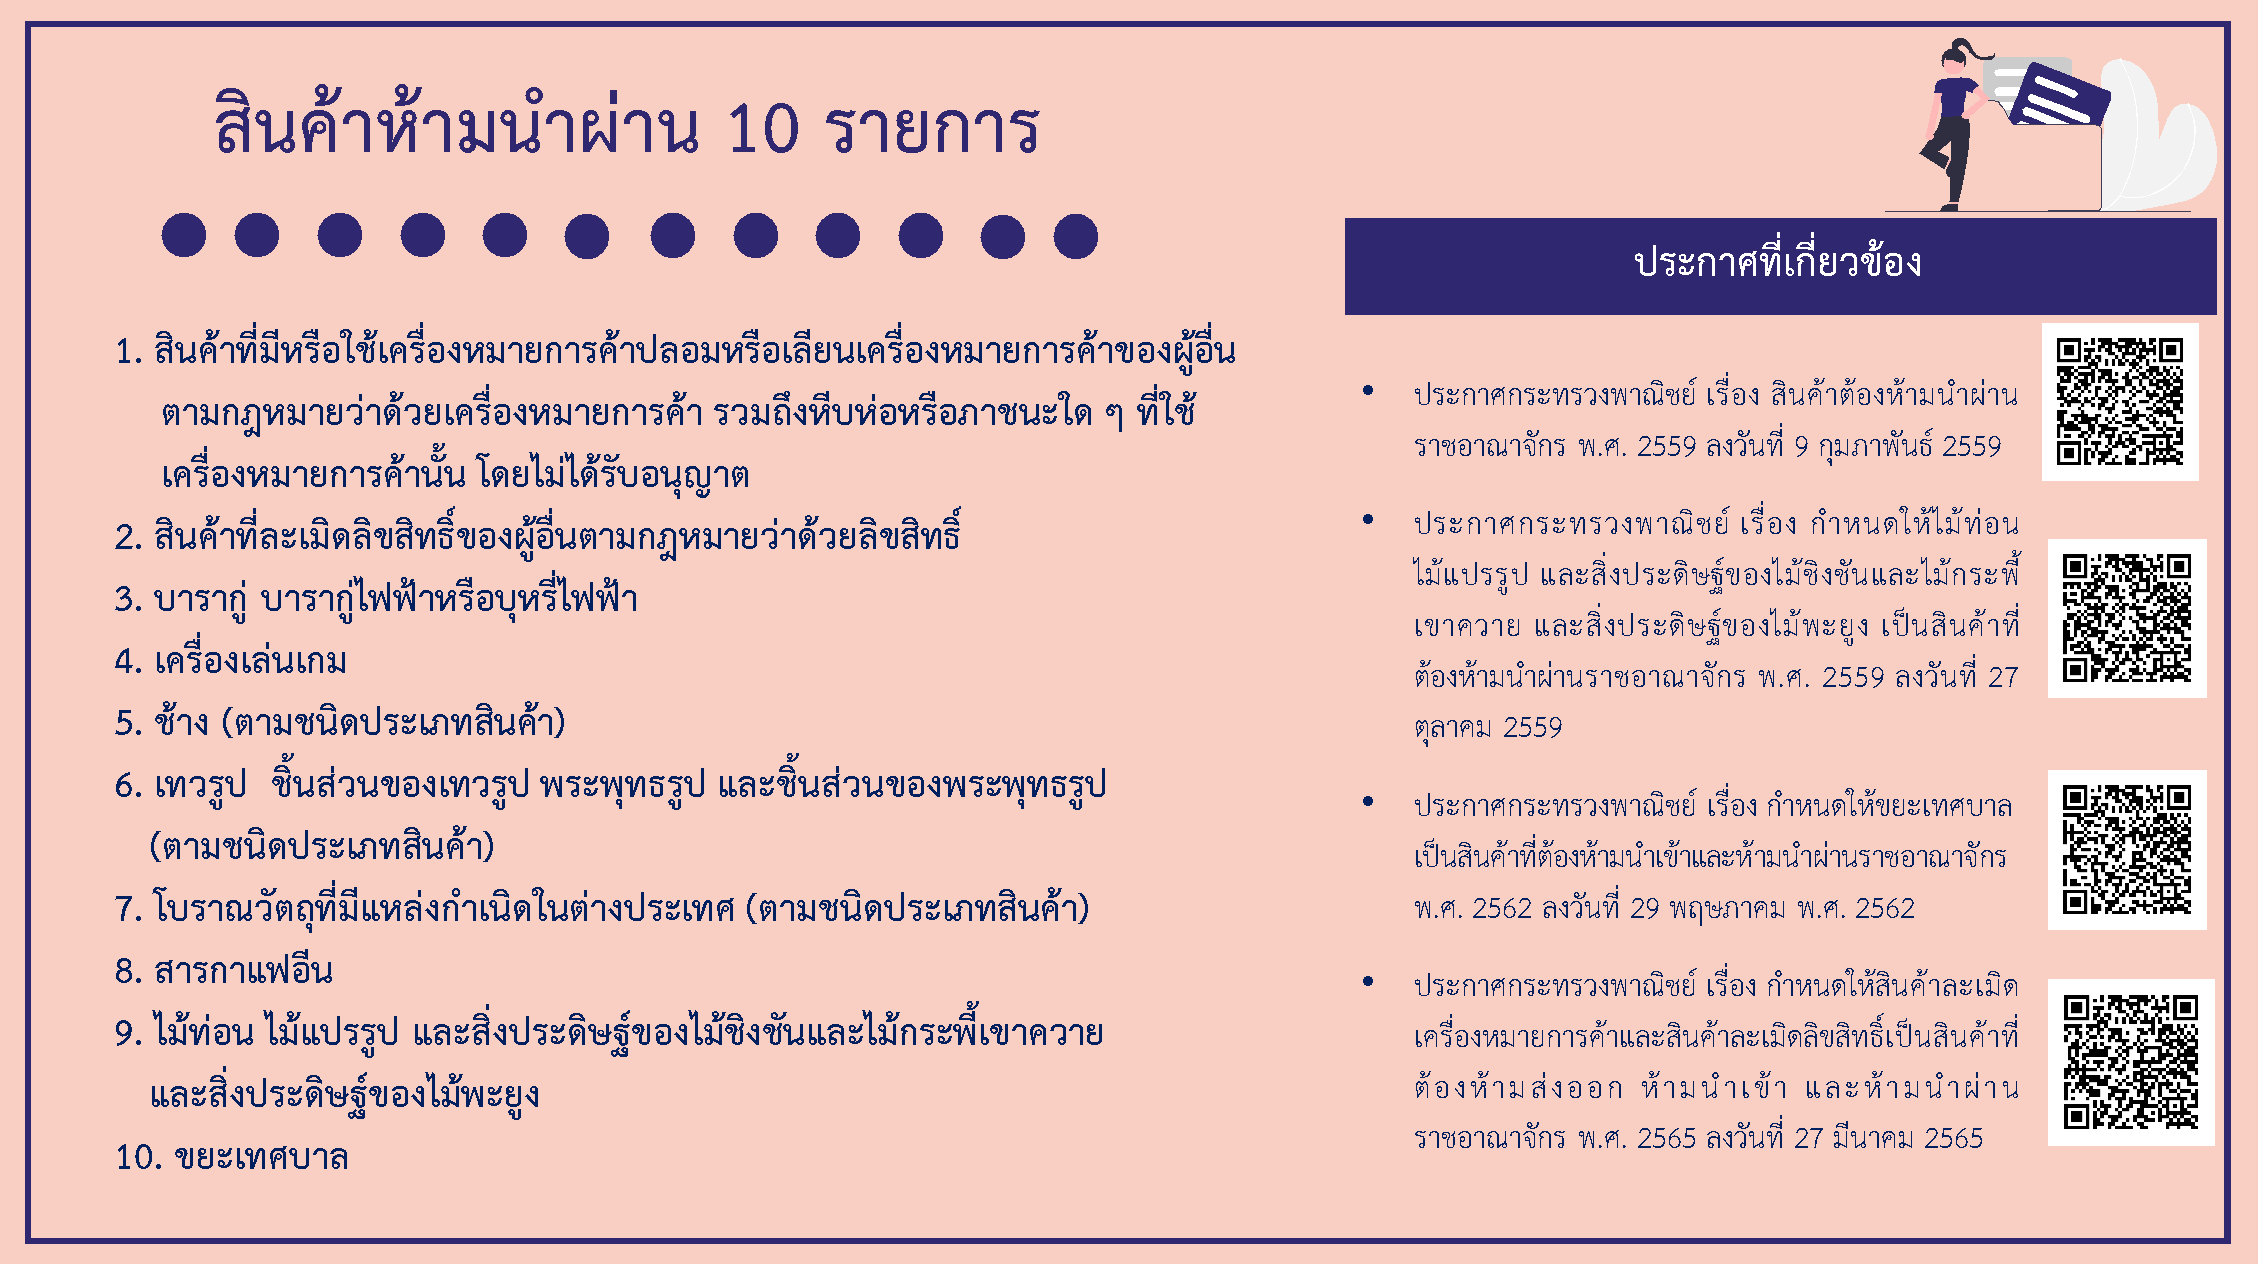 สินค้าห้ามนำผ่าน 10 รายการ
1. สินค้าที่มีหรือใช้เครื่องหมายการค้าปลอมหรือเลียนเครื่องหมายการค้าของผู้อื่น
ตามกฎหมายว่าด้วยเครื่องหมายการค้า รวมถึงหีบห่อหรือภาชนะใด ๆ ที่ใช้
เครื่องหมายการค้านั้น โดยไม่ได้รับอนุญาต
2. สินค้าที่ละเมิดลิขสิทธิ์ของผู้อื่นตามกฎหมายว่าด้วยลิขสิทธิ์
3. บารากู่ บารากู่ไฟฟ้าหรือบุหรี่ไฟฟ้า
4. เครื่องเล่นเกม
5. ช้าง (ตามชนิดประเภทสินค้า)
6. เทวรูป ชิ้นส่วนของเทวรูป พระพุทธรูป และชิ้นส่วนของพระพุทธรูป
(ตามชนิดประเภทสินค้า)
7. โบราณวัตถุที่มีแหล่งกำเนิดในต่างประเทศ (ตามชนิดประเภทสินค้า)
8. สารกาแฟอีน
9. ไม้ท่อน ไม้แปรรูป และสิ่งประดิษฐ์ของไม้ชิงชันและไม้กระพี้เขาควาย
และสิ่งประดิษฐ์ของไม้พะยูง
10. ขยะเทศบาล
ประกาศที่เกี่ยวข้อง
• ประกาศกระทรวงพาณิชย์ เรื่อง สินค้าต้องห้ามนำผ่าน
ราชอาณาจักร พ.ศ. 2559 ลงวันที่ 9 กุมภาพันธ์ 2559
• ประกาศกระทรวงพาณิชย์ เรื่อง กำหนดให้ไม้ท่อน
ไม้แปรรูป และสิ่งประดิษฐ์ของไม้ชิงชันและไม้กระพี้
เขาควาย และสิ่งประดิษฐ์ของไม้พะยูง เป็นสินค้าที่
ต้องห้ามนำผ่านราชอาณาจักร พ.ศ. 2559 ลงวันที่ 27
ตุลาคม 2559
• ประกาศกระทรวงพาณิชย์ เรื่อง กำหนดให้ขยะเทศบาล
เป็นสินค้าที่ต้องห้ามนำเข้าและห้ามนำผ่านราชอาณาจักร
พ.ศ. 2562 ลงวันที่ 29 พฤษภาคม พ.ศ. 2562
• ประกาศกระทรวงพาณิชย์ เรื่อง กำหนดให้สินค้าละเมิด
เครื่องหมายการค้าและสินค้าละเมิดลิขสิทธิ์เป็นสินค้าที่
ต้องห้ามส่งออก ห้ามนำเข้า และห้ามนำผ่าน
ราชอาณาจักร พ.ศ. 2565 ลงวันที่ 27 มีนาคม 2565